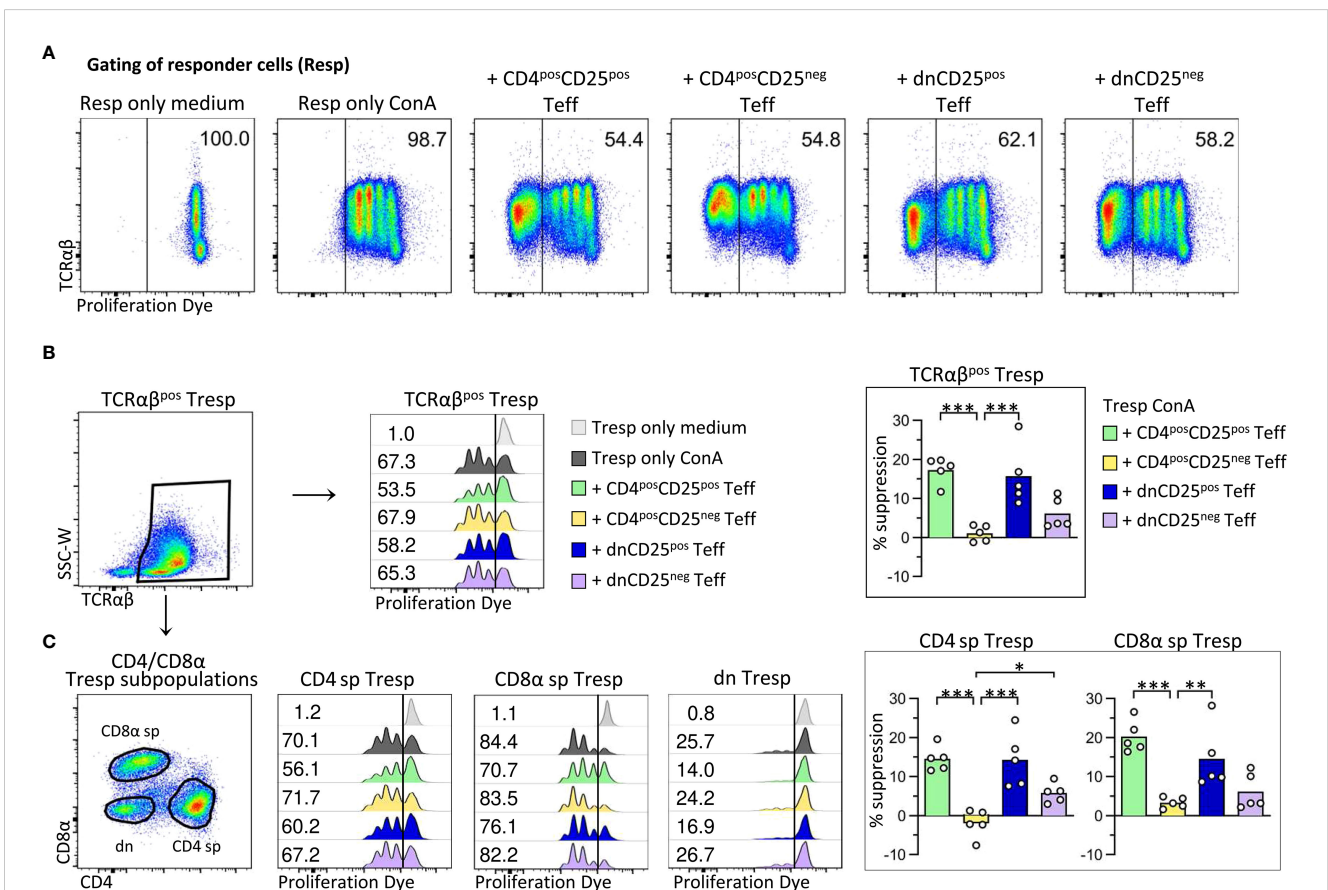 A
Gating of responder cells (Resp)
Resp only medium
Resp only ConA
+ CD4posCD25pos
Teff
+ CD4posCD25neg
Teff
+ dnCD25pos
Teff
+ dnCD25neg
Teff
100.0
98.7
54.4
54.8
62.1
58.2
TCRαβ
Proliferation Dye
B
TCRαβpos Tresp
SSC-W
TCRαβ
TCRαβpos Tresp
1.0
67.3
53.5
67.9
58.2
65.3
Proliferation Dye
Tresp only medium
Tresp only ConA
+ CD4posCD25pos Teff
+ CD4posCD25neg Teff
+ dnCD25pos Teff
+ dnCD25neg Teff
TCRαβpos Tresp
% suppression
30
20
10
0
-10
*** ***
Tresp ConA
+ CD4posCD25pos Teff
+ CD4posCD25neg Teff
+ dnCD25pos Teff
+ dnCD25neg Teff
C
CD4/CD8α
Tresp subpopulations
CD8α sp
dn
CD4 sp
CD8α
CD4
CD4 sp Tresp
1.2
70.1
56.1
71.7
60.2
67.2
Proliferation Dye
CD8α sp Tresp
1.1
84.4
70.7
83.5
76.1
82.2
Proliferation Dye
dn Tresp
0.8
25.7
14.0
24.2
16.9
26.7
Proliferation Dye
CD4 sp Tresp
% suppression
30
20
10
0
-10
*
*** ***
CD8α sp Tresp
30
20
10
0
-10
*** **